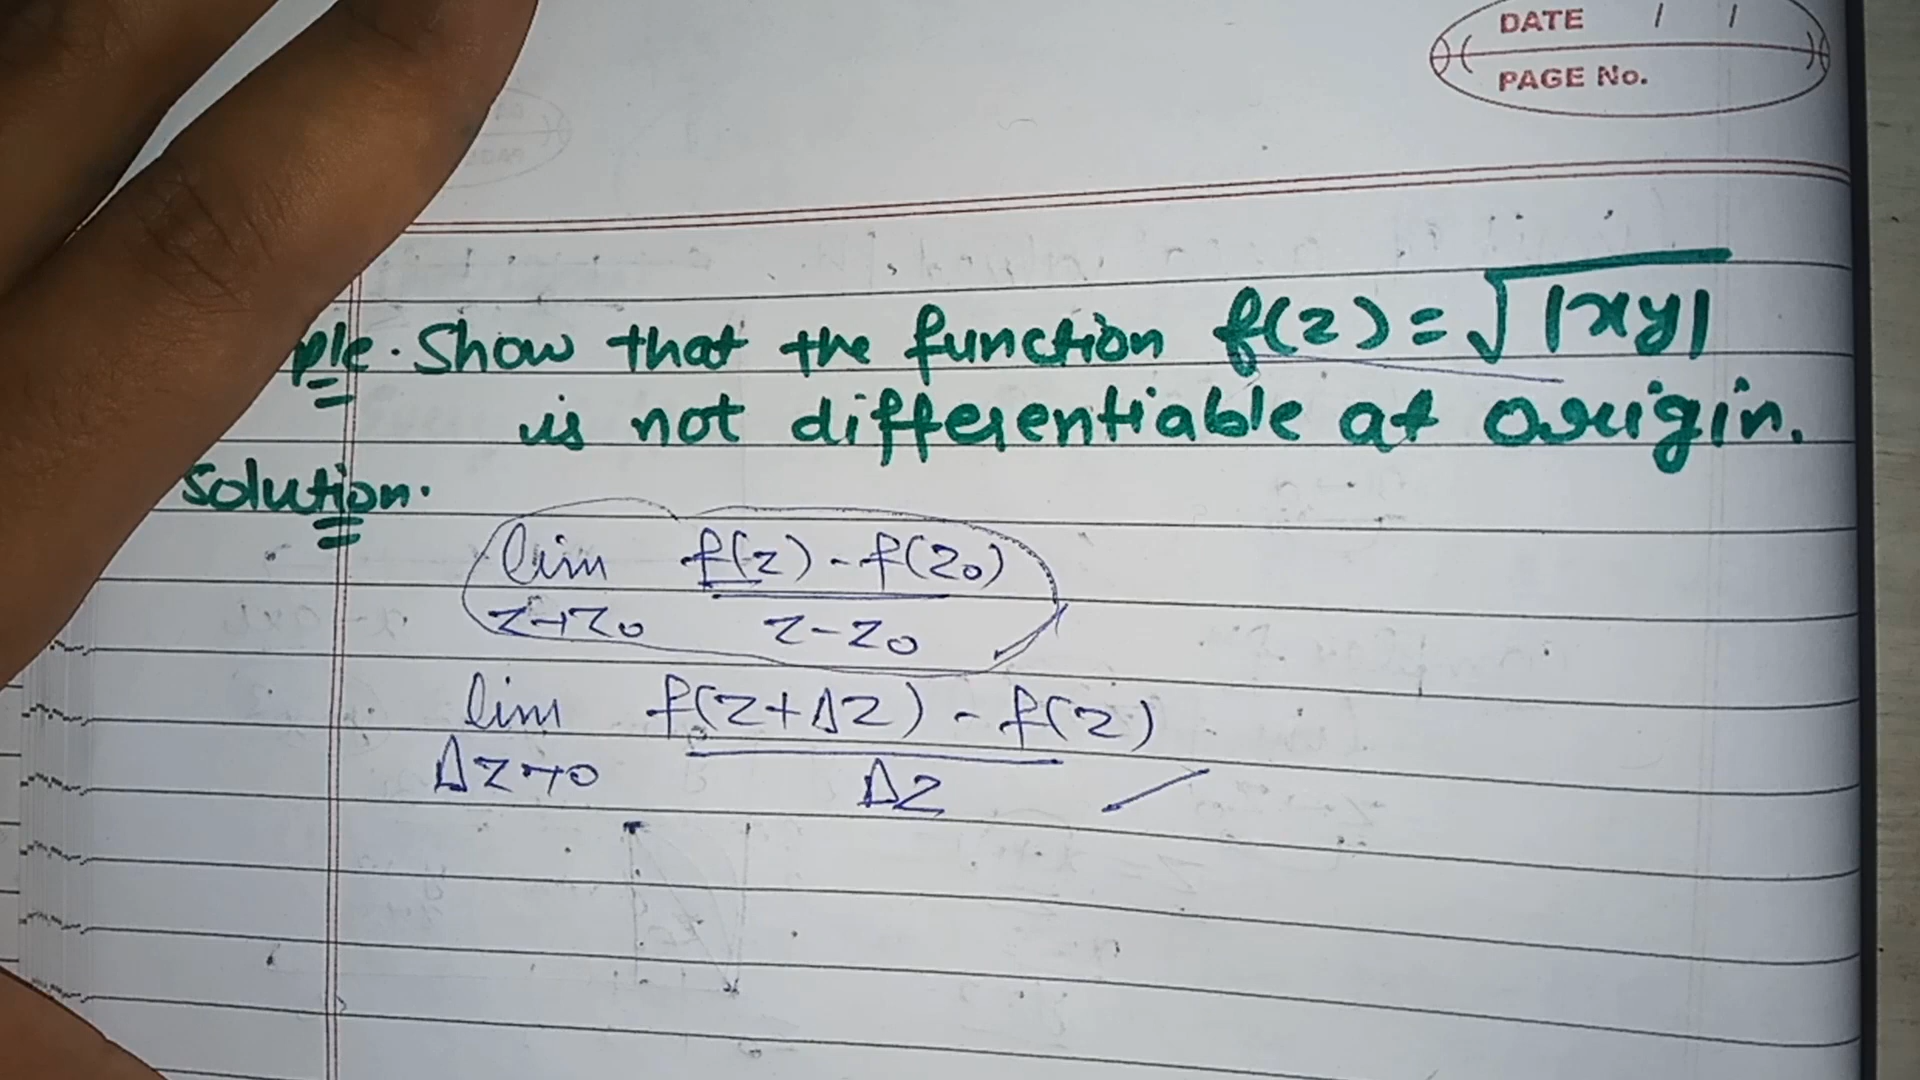 DATE / /
PAGE No.
ple. Show that the function f(z) = √|xy|
is not differentiable at origin.
Solution.
lim f(z) - f(z₀)
z→z₀ z - z₀
lim f(z+Δz) - f(z)
Δz→0 Δz